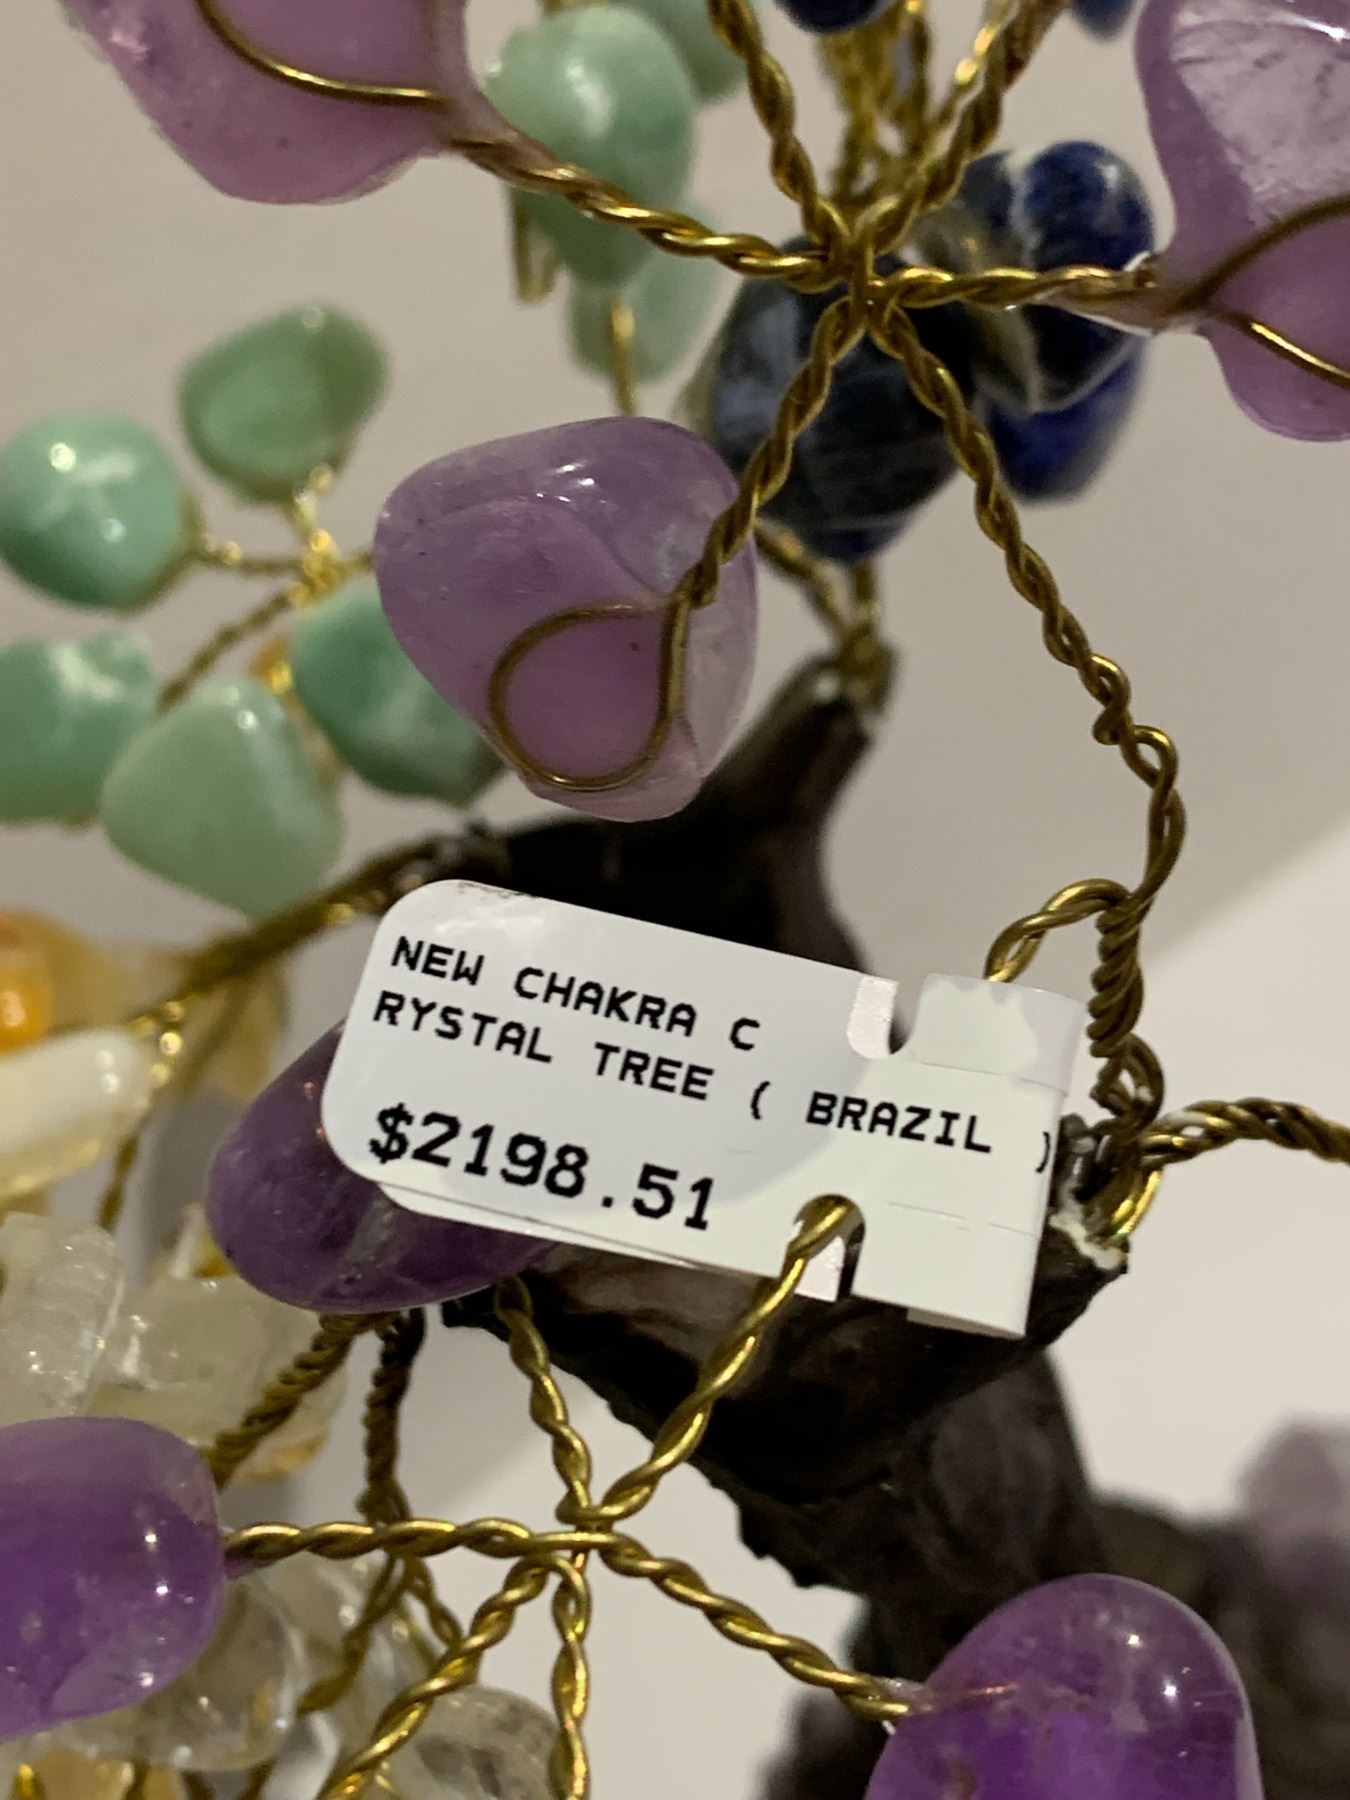 NEW CHAKRA C
RYSTAL TREE ( BRAZIL )
$2198.51